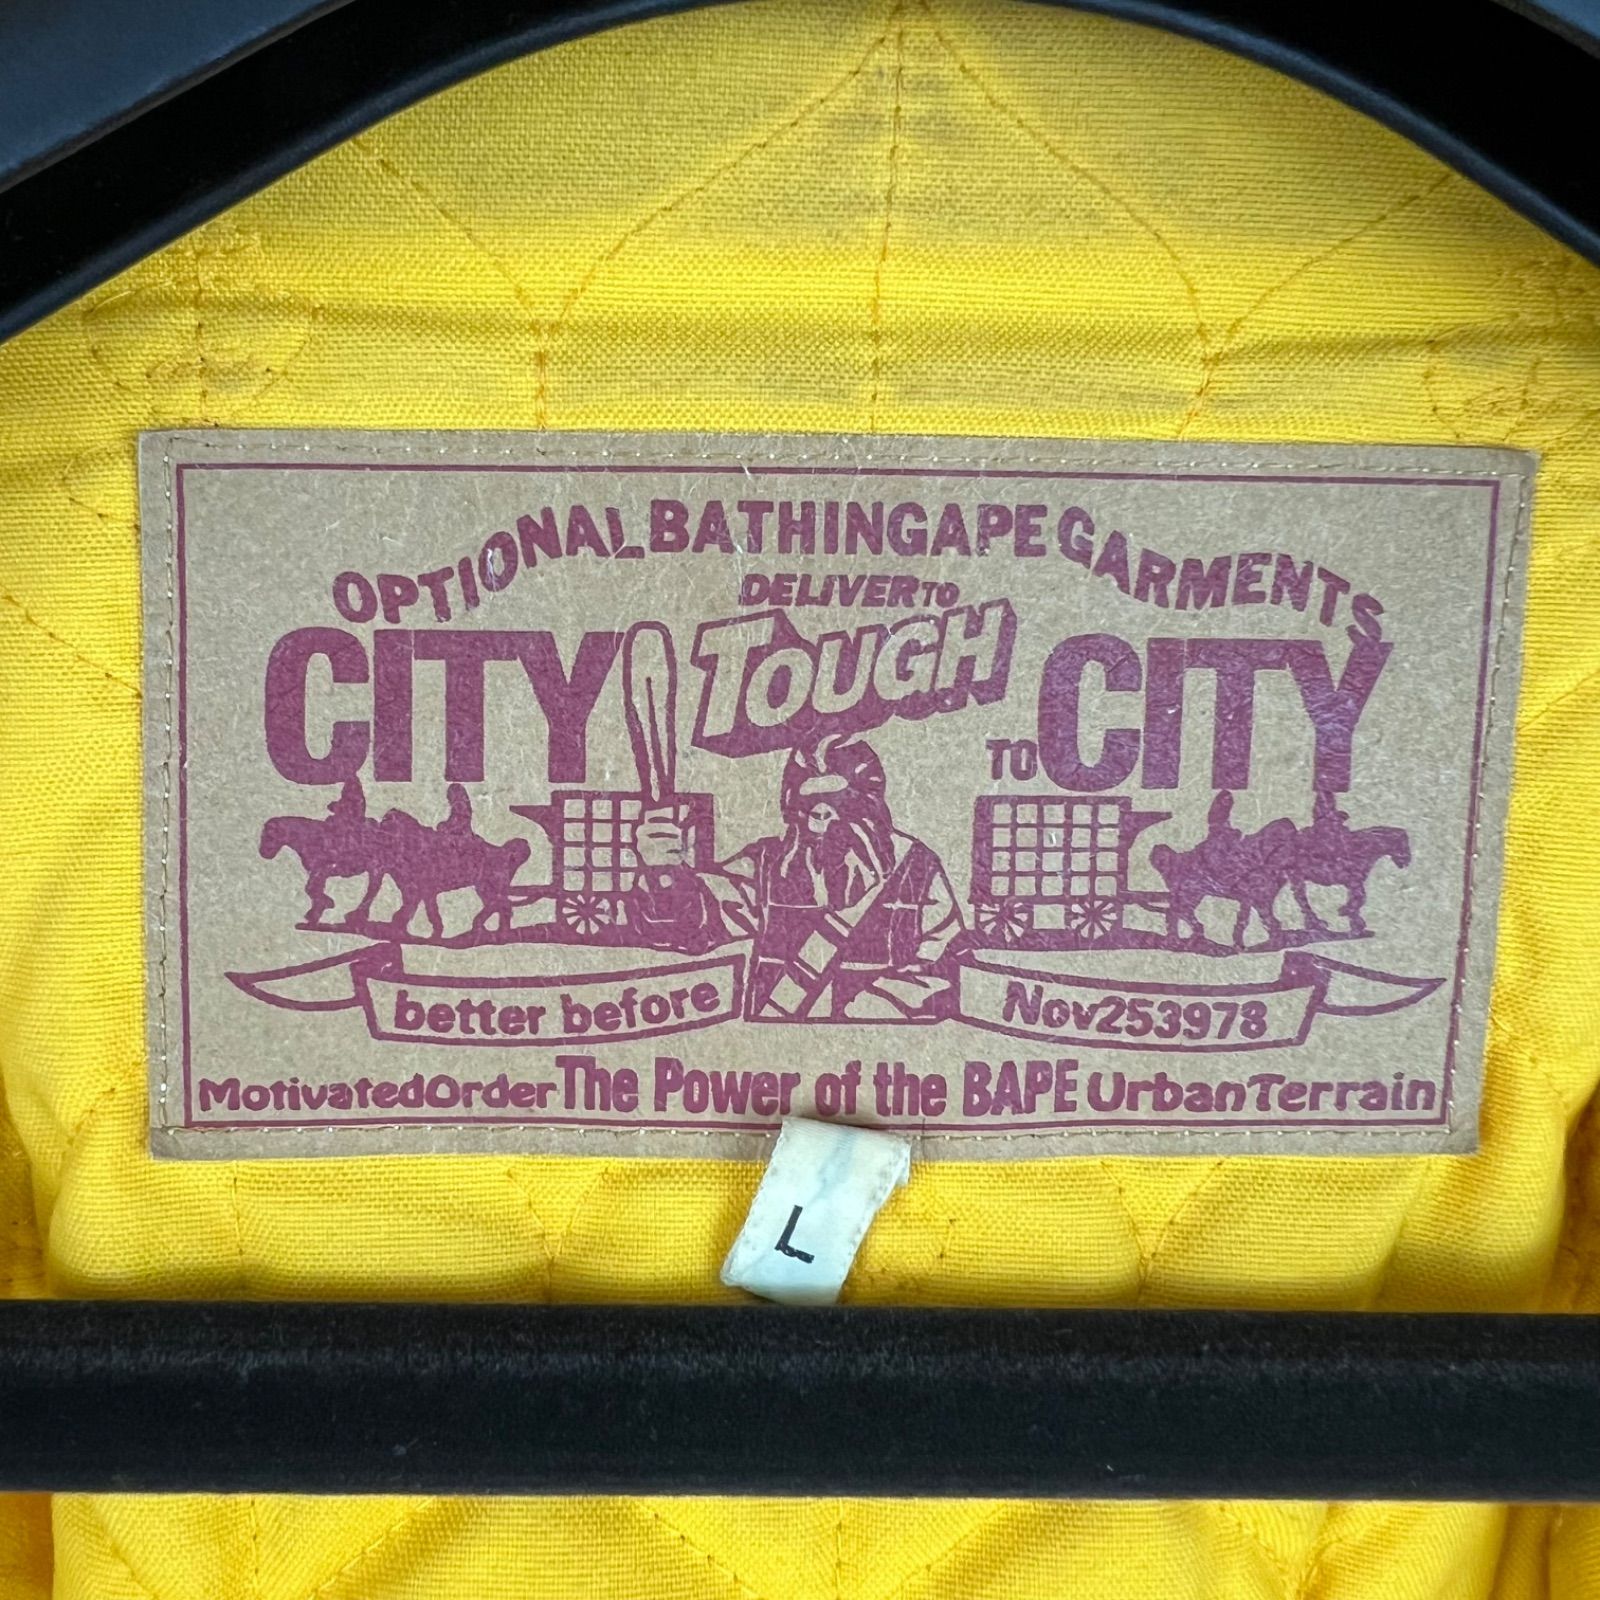 OPTIONAL BATHINGAPE GARMENTS
DELIVER TO
CITY TOUGH TO CITY
better before Nov253978
MotivatedOrder The Power of the BAPE UrbanTerrain
L